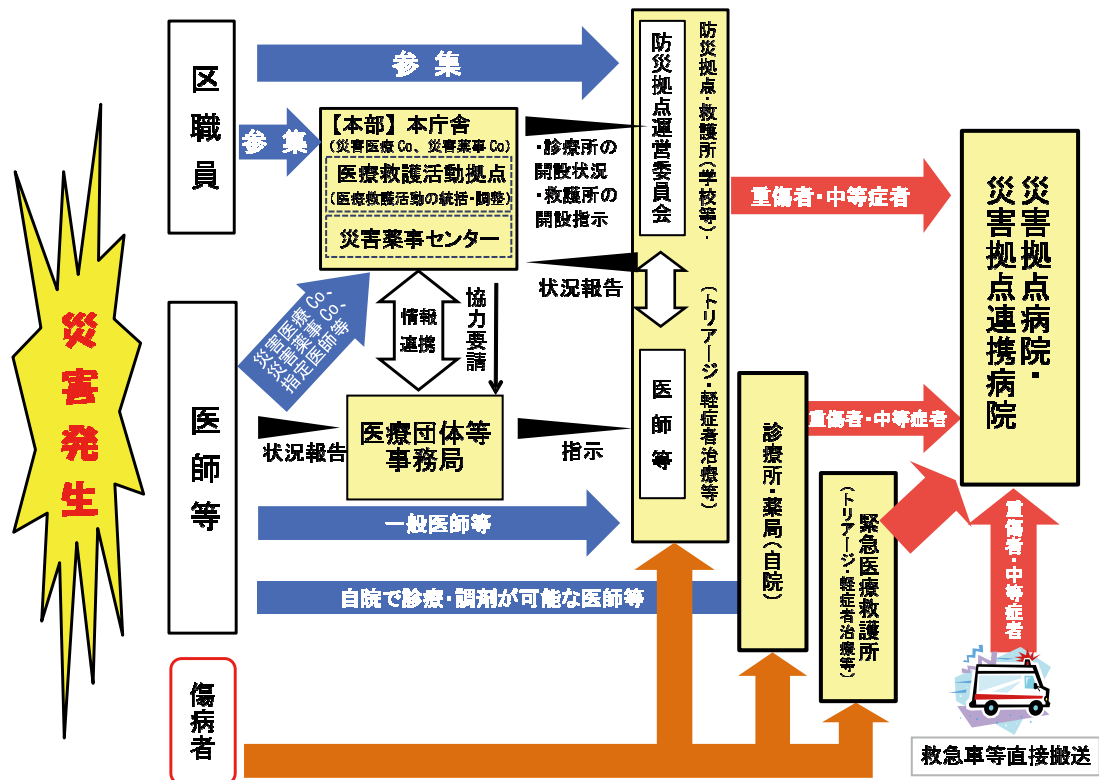 災害発生
区職員
医師等
傷病者
参集
参集
【本部】本庁舎
(災害医療Co、災害薬事Co)
医療救護活動拠点
(医療救護活動の統括・調整)
災害薬事センター
・診療所の
開設状況
・救護所の
開設指示
状況報告
災害医療Co、
災害薬事Co、
指定医師等
情報
連携
協力要請
状況報告
医療団体等
事務局
指示
一般医師等
自院で診療・調剤が可能な医師等
防災拠点・救護所(学校等)・
(トリアージ・軽症者治療等)
防災拠点運営委員会
医師等
診療所・薬局(自院)
緊急医療救護所
(トリアージ・軽症者治療等)
重傷者・中等症者
重傷者・中等症者
重傷者・中等症者
災害拠点病院・
災害拠点連携病院
救急車等直接搬送